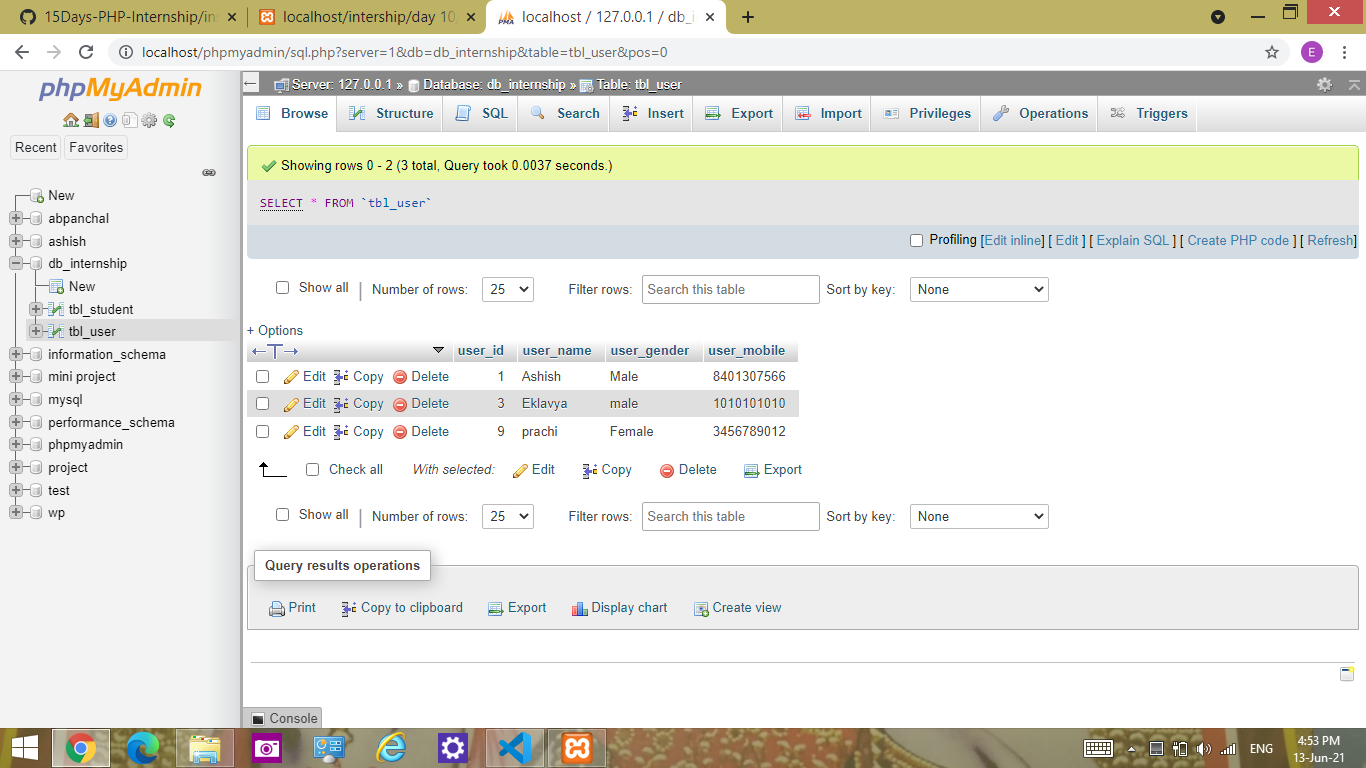 15Days-PHP-Internship/in
localhost/intership/day 10
localhost / 127.0.0.1 / db_i
localhost/phpmyadmin/sql.php?server=1&db=db_internship&table=tbl_user&pos=0
E
phpMyAdmin
Recent Favorites
New
abpanchal
ashish
db_internship
New
tbl_student
tbl_user
information_schema
mini project
mysql
performance_schema
phpmyadmin
project
test
wp
Server: 127.0.0.1 » Database: db_internship » Table: tbl_user
Browse Structure SQL Search Insert Export Import Privileges Operations Triggers
Showing rows 0 - 2 (3 total, Query took 0.0037 seconds.)
SELECT * FROM `tbl_user`
Profiling [Edit inline] [ Edit ] [ Explain SQL ] [ Create PHP code ] [ Refresh]
Show all | Number of rows: 25 Filter rows: Search this table Sort by key: None
+ Options
user_id user_name user_gender user_mobile
Edit Copy Delete 1 Ashish Male 8401307566
Edit Copy Delete 3 Eklavya male 1010101010
Edit Copy Delete 9 prachi Female 3456789012
Check all With selected: Edit Copy Delete Export
Show all | Number of rows: 25 Filter rows: Search this table Sort by key: None
Query results operations
Print Copy to clipboard Export Display chart Create view
Console
ENG
4:53 PM
13-Jun-21